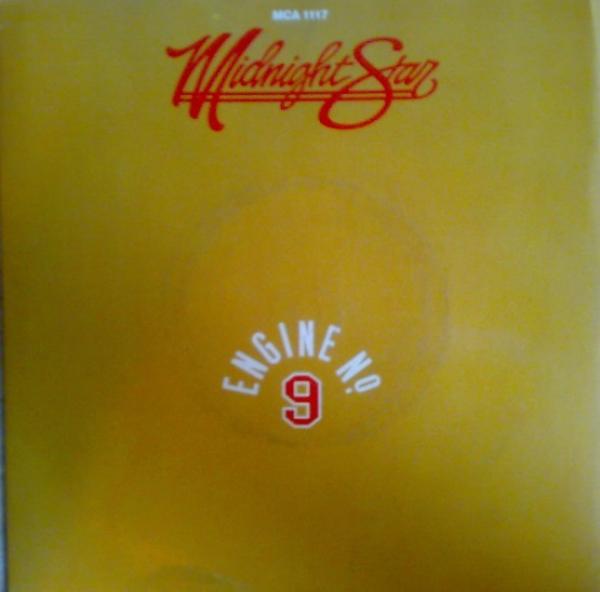 MCA 1117
Midnight Star
ENGINE Nº.
9